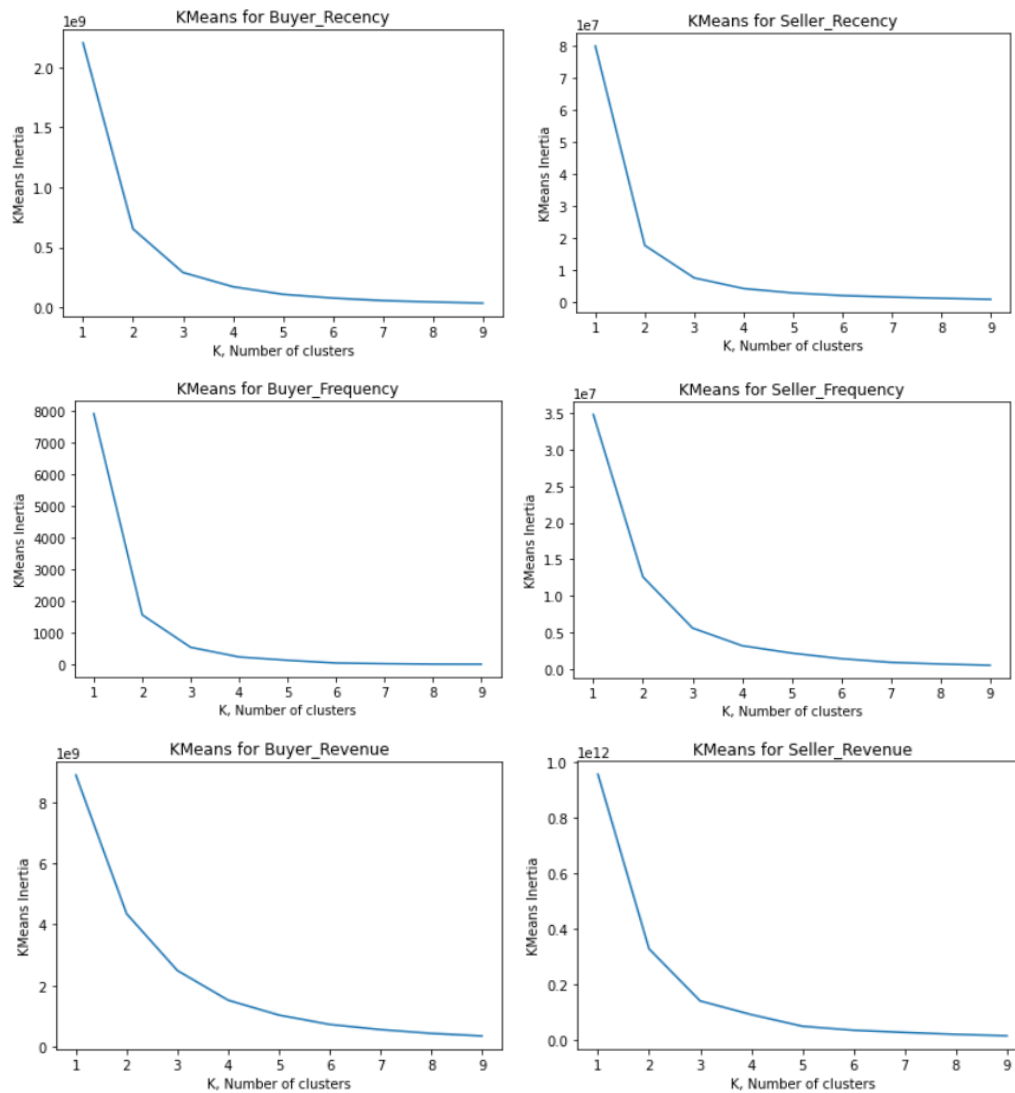 KMeans for Buyer_Recency
1e9
2.0
1.5
1.0
0.5
0.0
KMeans Inertia
1 2 3 4 5 6 7 8 9
K, Number of clusters
KMeans for Seller_Recency
1e7
8
7
6
5
4
3
2
1
0
KMeans Inertia
1 2 3 4 5 6 7 8 9
K, Number of clusters
KMeans for Buyer_Frequency
8000
7000
6000
5000
4000
3000
2000
1000
0
KMeans Inertia
1 2 3 4 5 6 7 8 9
K, Number of clusters
KMeans for Seller_Frequency
1e7
3.5
3.0
2.5
2.0
1.5
1.0
0.5
0.0
KMeans Inertia
1 2 3 4 5 6 7 8 9
K, Number of clusters
KMeans for Buyer_Revenue
1e9
8
6
4
2
0
KMeans Inertia
1 2 3 4 5 6 7 8 9
K, Number of clusters
KMeans for Seller_Revenue
1e12
1.0
0.8
0.6
0.4
0.2
0.0
KMeans Inertia
1 2 3 4 5 6 7 8 9
K, Number of clusters